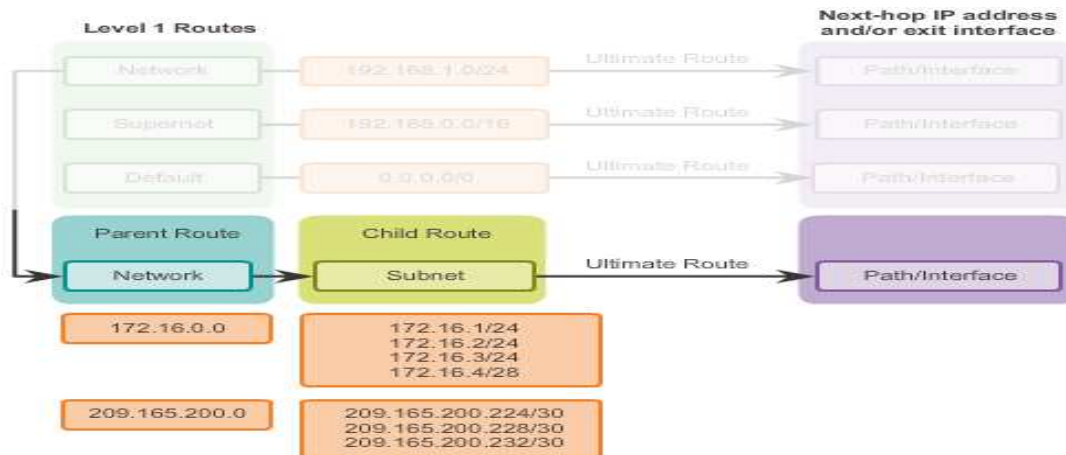 Level 1 Routes
Next-hop IP address
and/or exit interface
Network
192.168.1.0/24
Ultimate Route
Path/Interface
Supernet
192.168.0.0/16
Ultimate Route
Path/Interface
Default
0.0.0.0/0
Ultimate Route
Path/Interface
Parent Route
Child Route
Network
Subnet
Ultimate Route
Path/Interface
172.16.0.0
172.16.1/24
172.16.2/24
172.16.3/24
172.16.4/28
209.165.200.0
209.165.200.224/30
209.165.200.228/30
209.165.200.232/30